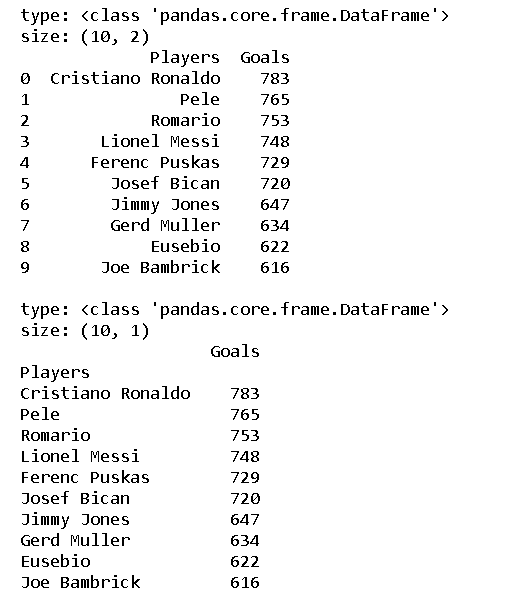 type: <class 'pandas.core.frame.DataFrame'>
size: (10, 2)
Players Goals
0 Cristiano Ronaldo 783
1 Pele 765
2 Romario 753
3 Lionel Messi 748
4 Ferenc Puskas 729
5 Josef Bican 720
6 Jimmy Jones 647
7 Gerd Muller 634
8 Eusebio 622
9 Joe Bambrick 616
type: <class 'pandas.core.frame.DataFrame'>
size: (10, 1)
Goals
Players
Cristiano Ronaldo 783
Pele 765
Romario 753
Lionel Messi 748
Ferenc Puskas 729
Josef Bican 720
Jimmy Jones 647
Gerd Muller 634
Eusebio 622
Joe Bambrick 616